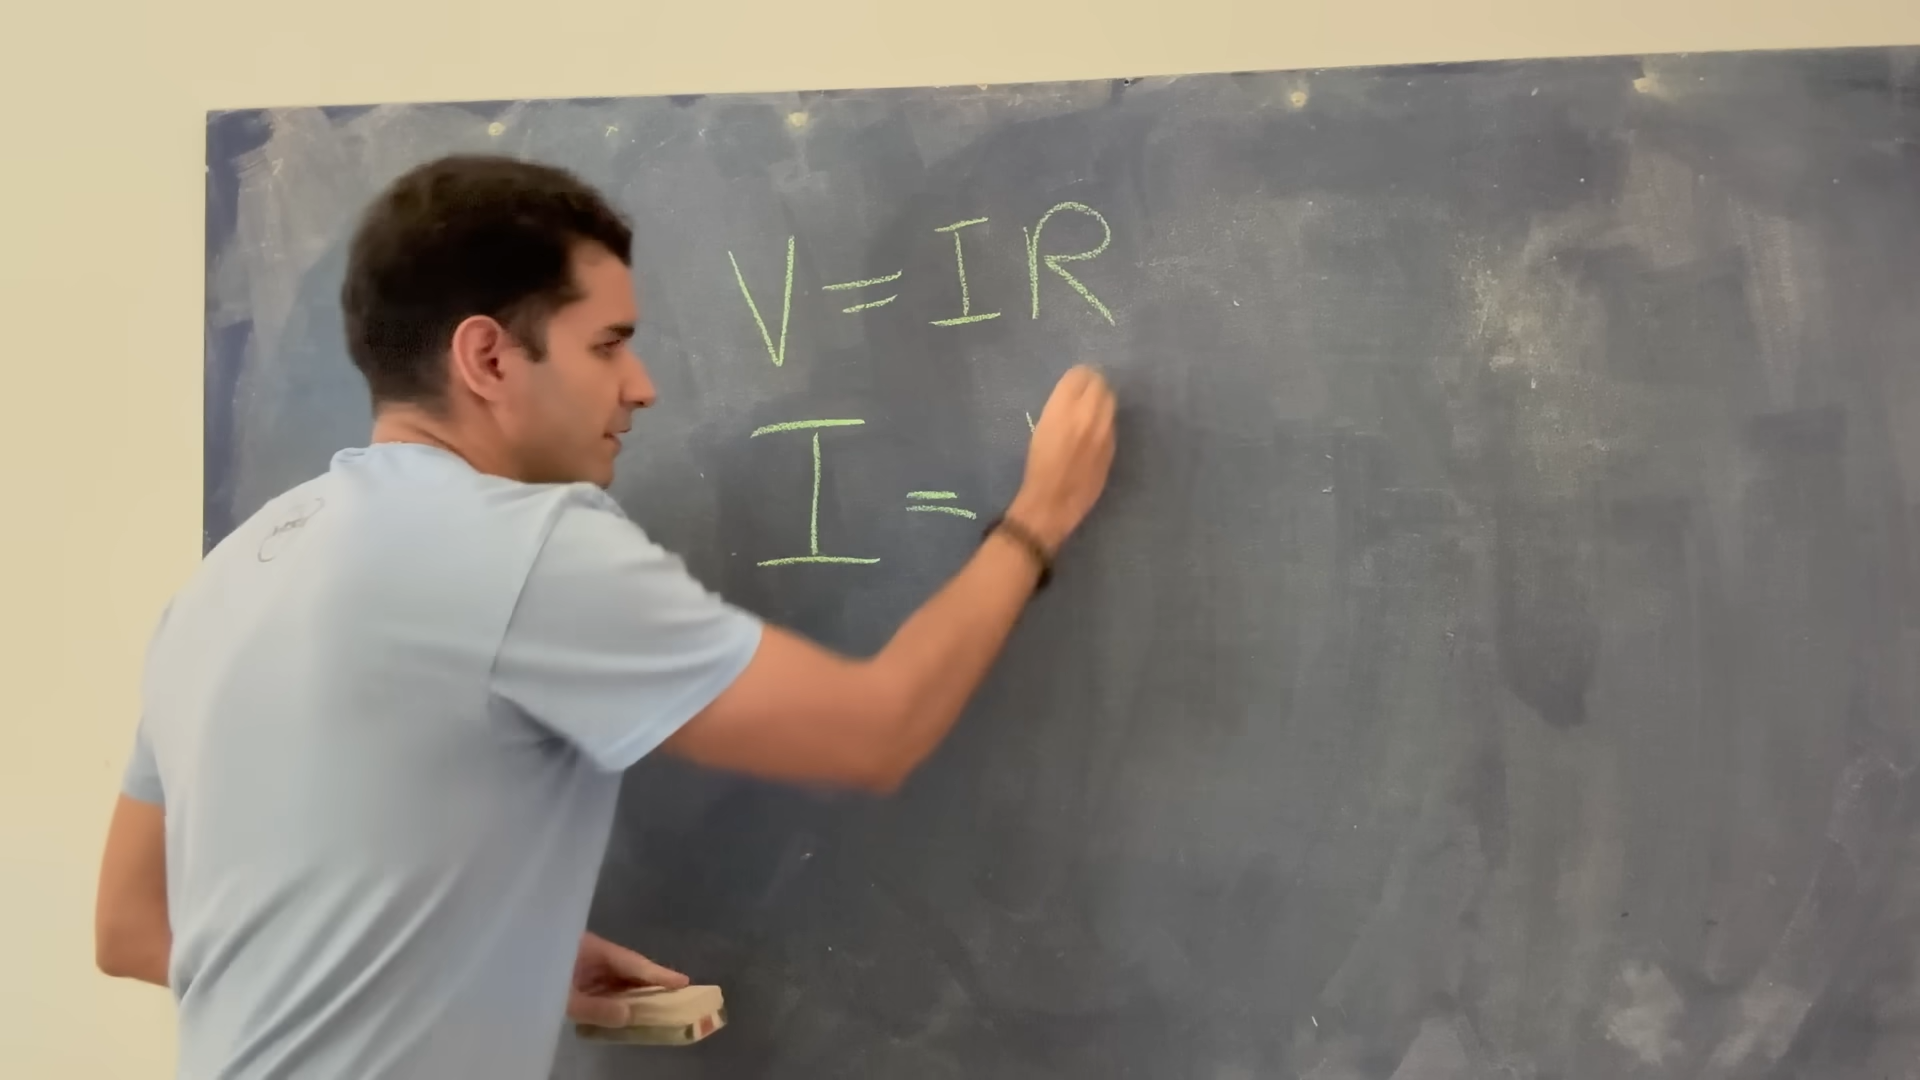 V = IR
I =